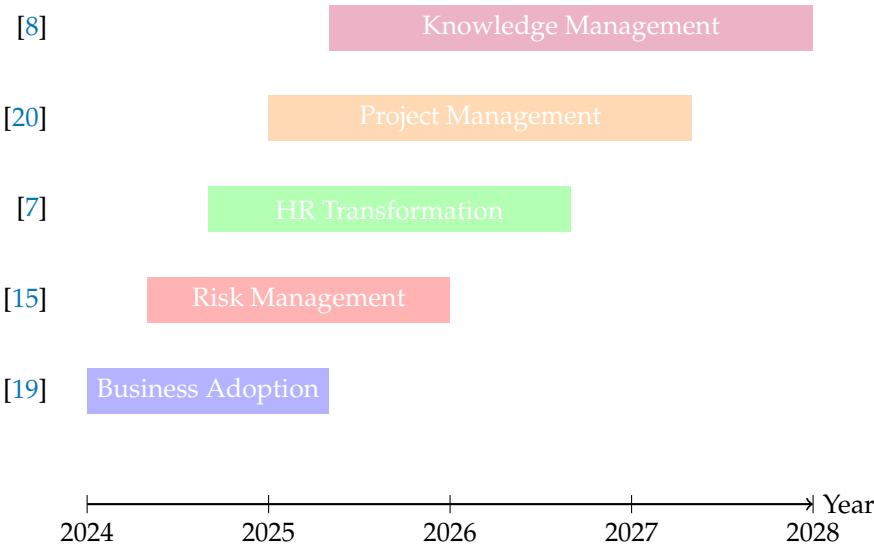 [8] Knowledge Management
[20] Project Management
[7] HR Transformation
[15] Risk Management
[19] Business Adoption
Year
2024 2025 2026 2027 2028